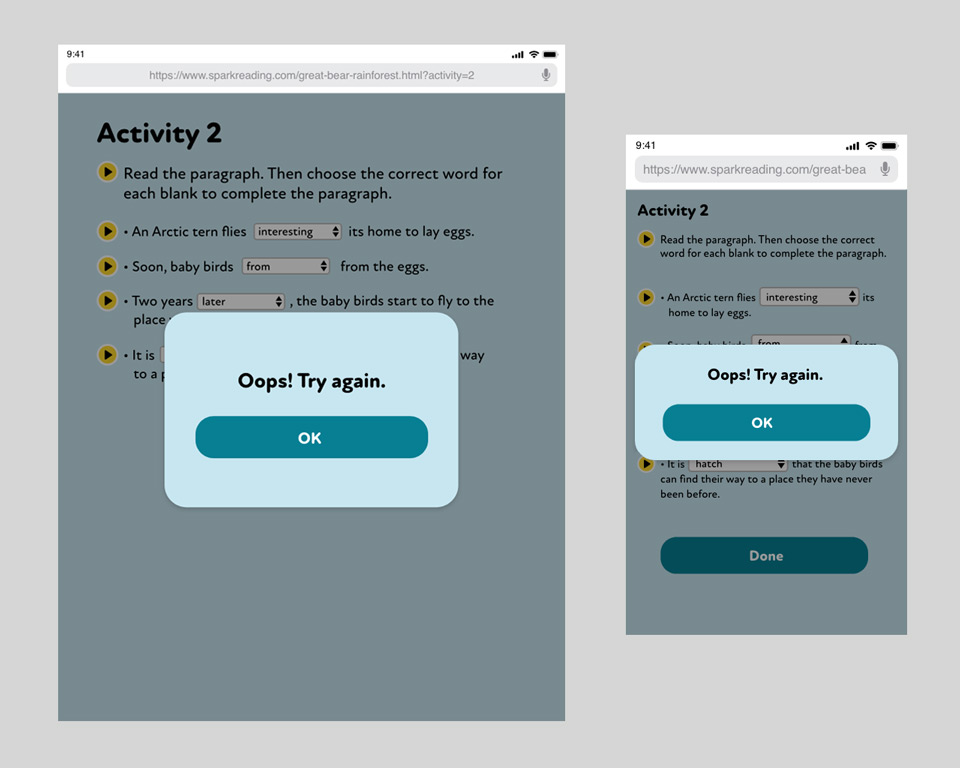 9:41
https://www.sparkreading.com/great-bear-rainforest.html?activity=2
Activity 2
Read the paragraph. Then choose the correct word for
each blank to complete the paragraph.
• An Arctic tern flies interesting its home to lay eggs.
• Soon, baby birds from from the eggs.
• Two years later , the baby birds start to fly to the
place
• It is way
to a
Oops! Try again.
OK
9:41
https://www.sparkreading.com/great-bea
Activity 2
Read the paragraph. Then choose the correct
word for each blank to complete the paragraph.
• An Arctic tern flies interesting its
home to lay eggs.
• Soon, baby birds from from
Oops! Try again.
OK
• It is hatch that the baby birds
can find their way to a place they have never
been before.
Done